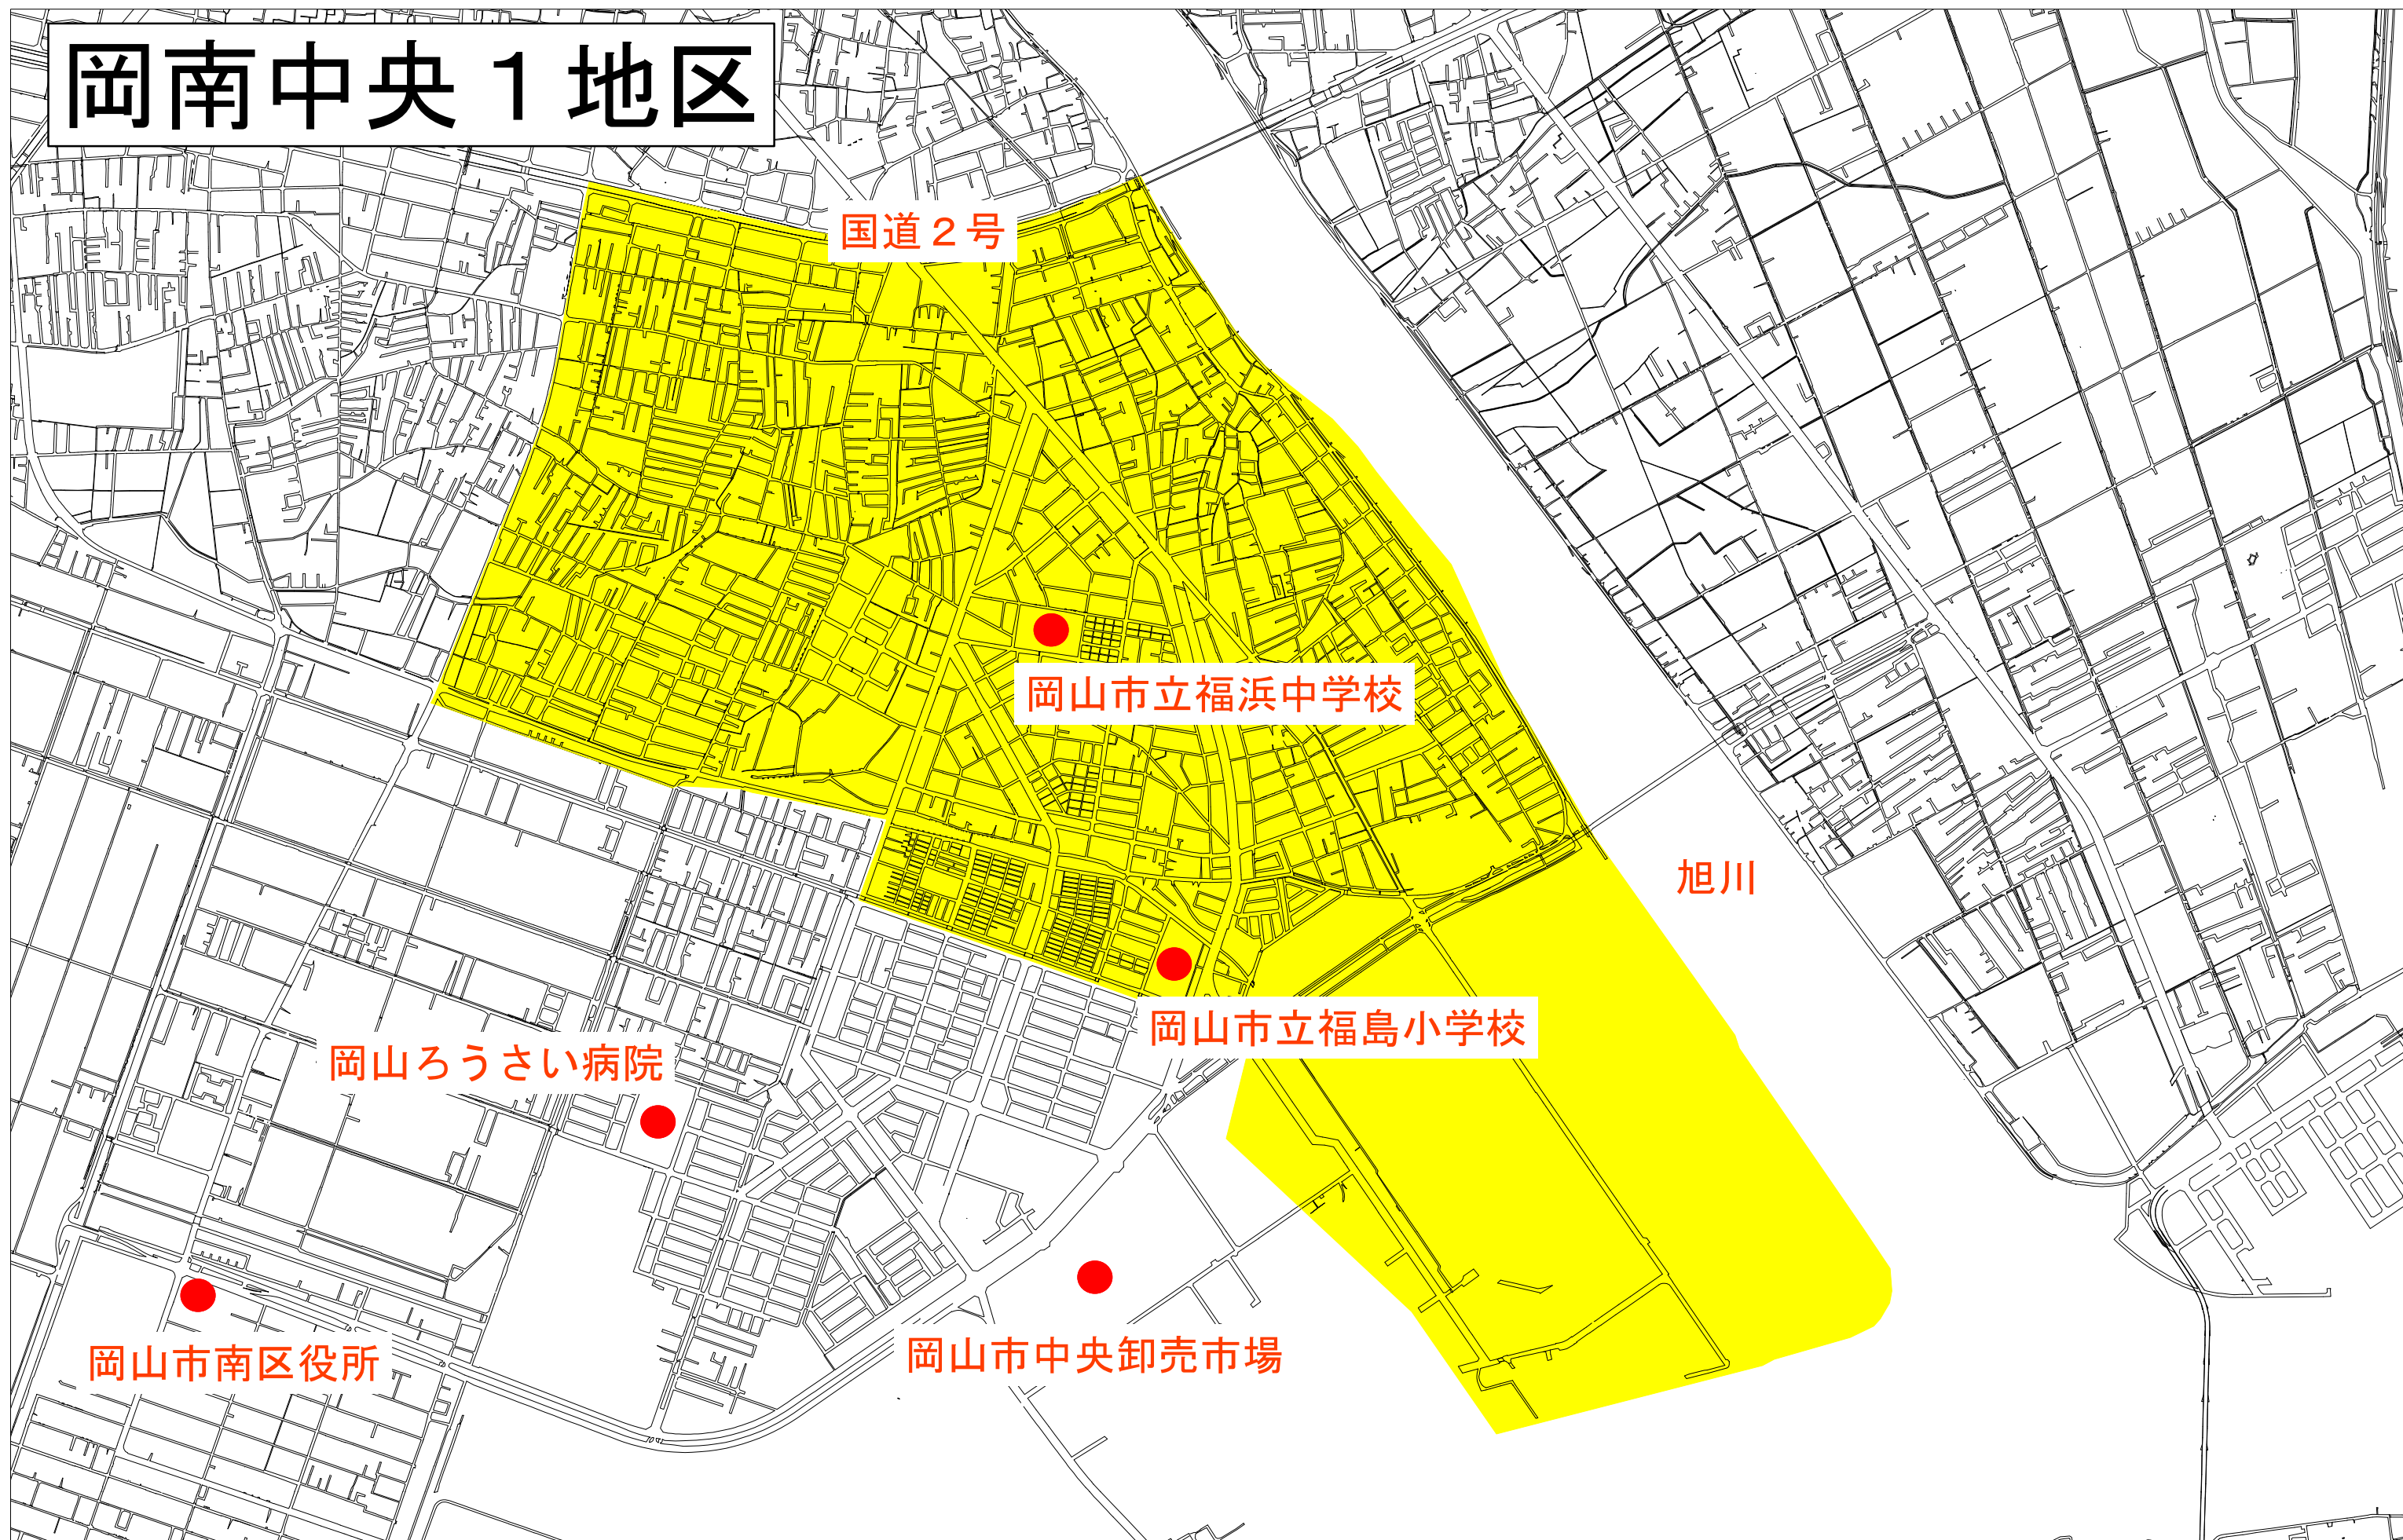 岡南中央１地区
国道２号
岡山市立福浜中学校
旭川
岡山市立福島小学校
岡山ろうさい病院
岡山市中央卸売市場
岡山市南区役所